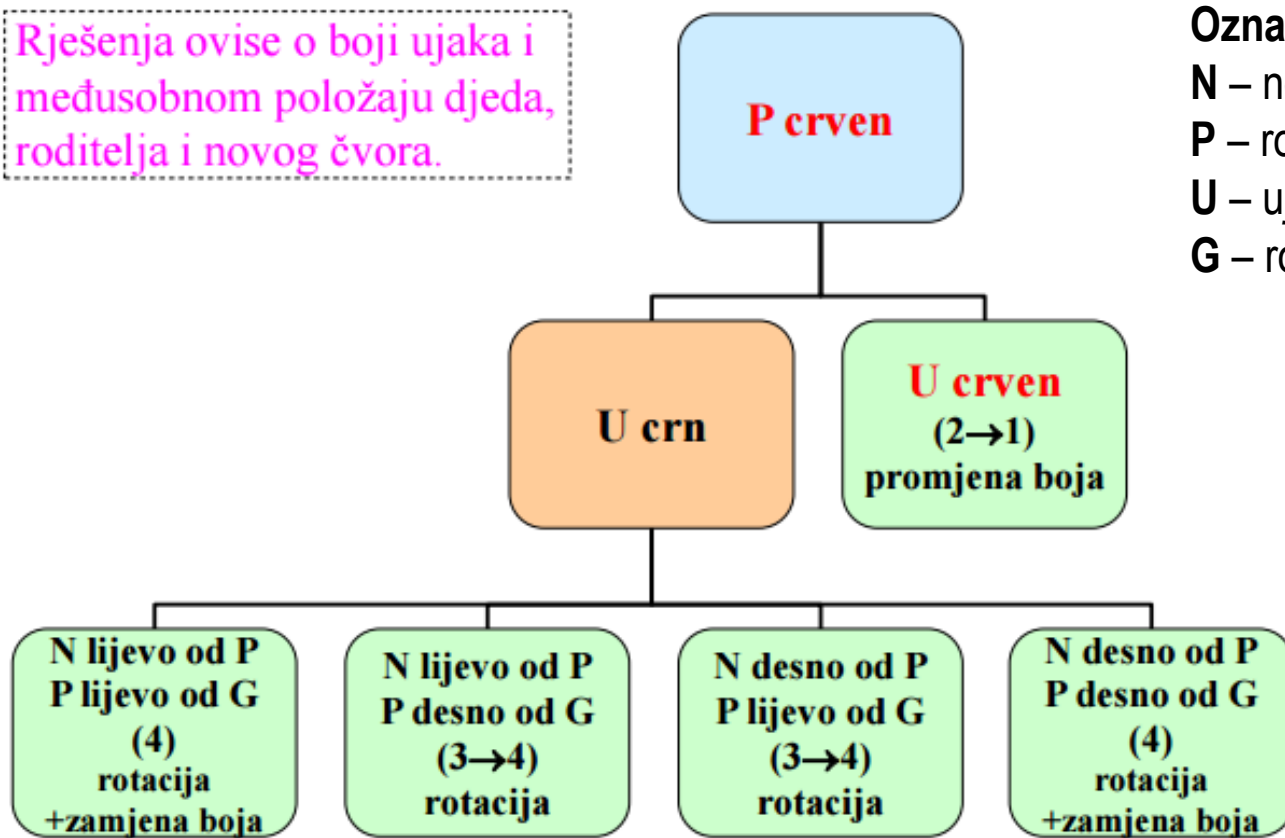 Rješenja ovise o boji ujaka i
međusobnom položaju djeda,
roditelja i novog čvora.
P crven
N –
P –
U –
G –
U crn
U crven
(2→1)
promjena boja
N lijevo od P
P lijevo od G
(4)
rotacija
+zamjena boja
N lijevo od P
P desno od G
(3→4)
rotacija
N desno od P
P lijevo od G
(3→4)
rotacija
N desno od P
P desno od G
(4)
rotacija
+zamjena boja